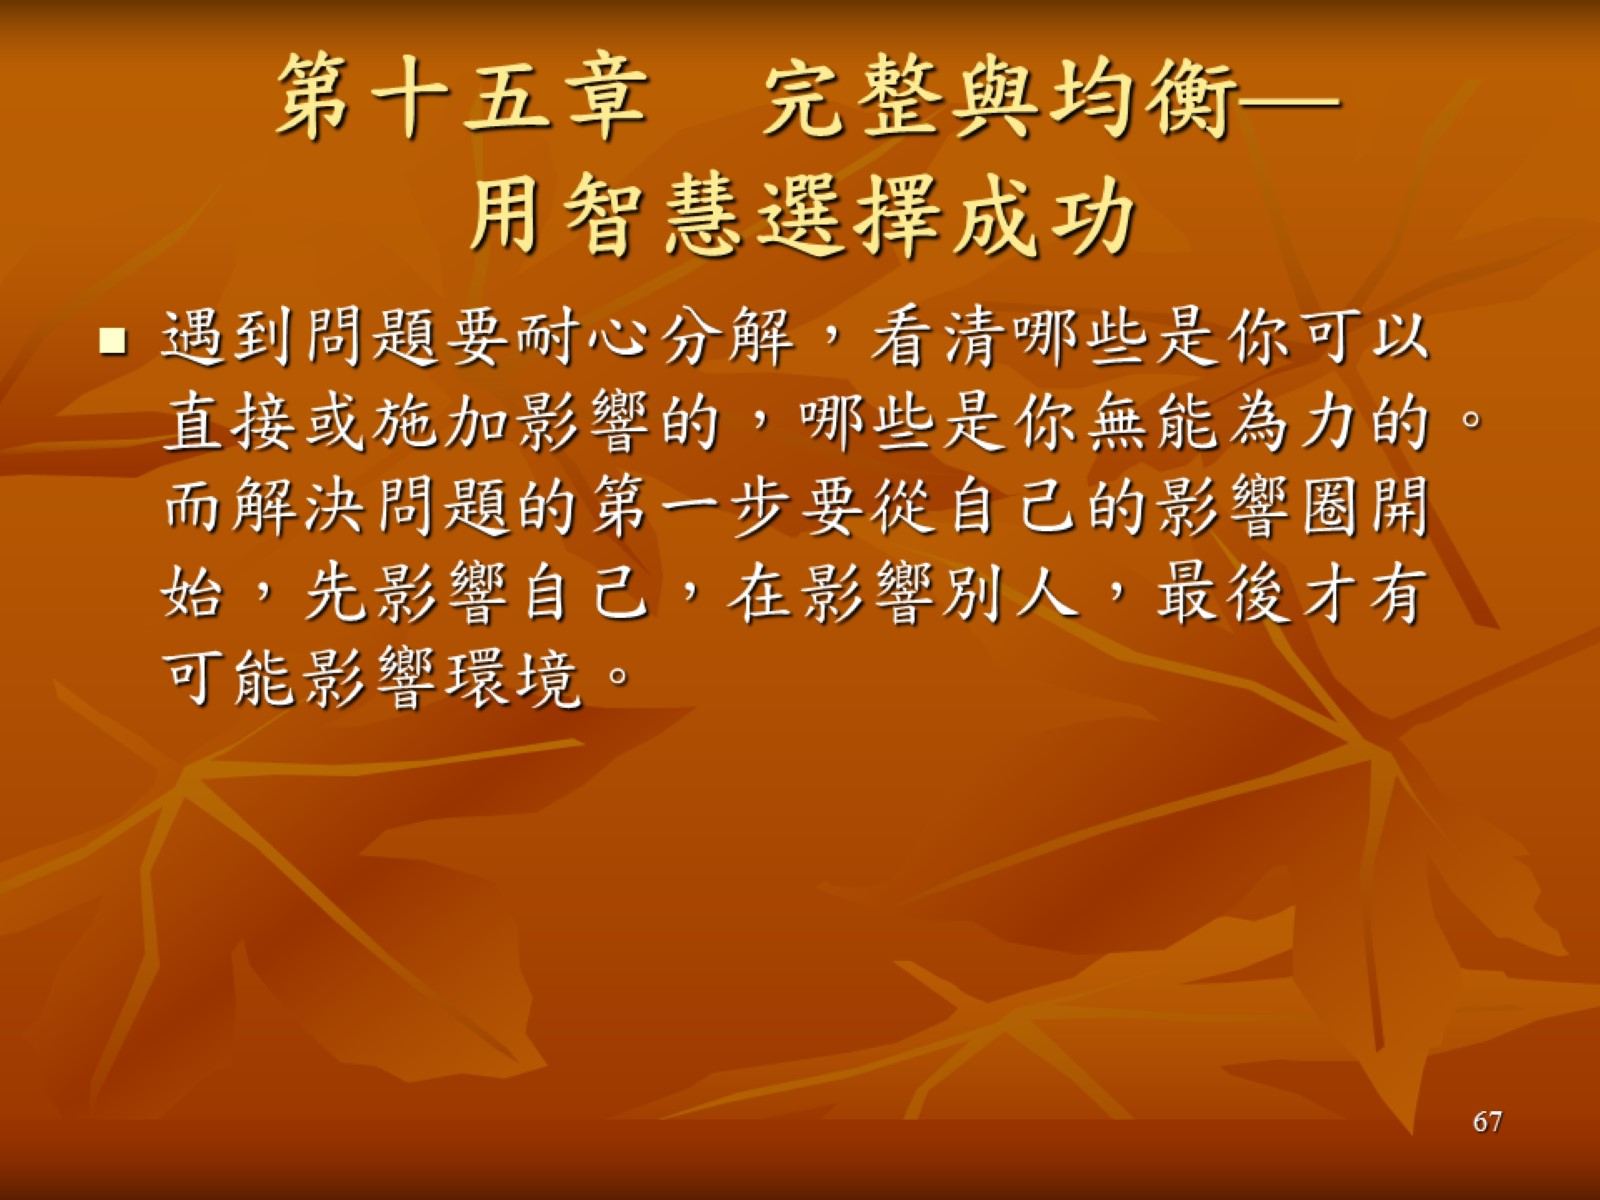 第十五章　完整與均衡—
用智慧選擇成功
遇到問題要耐心分解，看清哪些是你可以
直接或施加影響的，哪些是你無能為力的。
而解決問題的第一步要從自己的影響圈開
始，先影響自己，在影響別人，最後才有
可能影響環境。
67